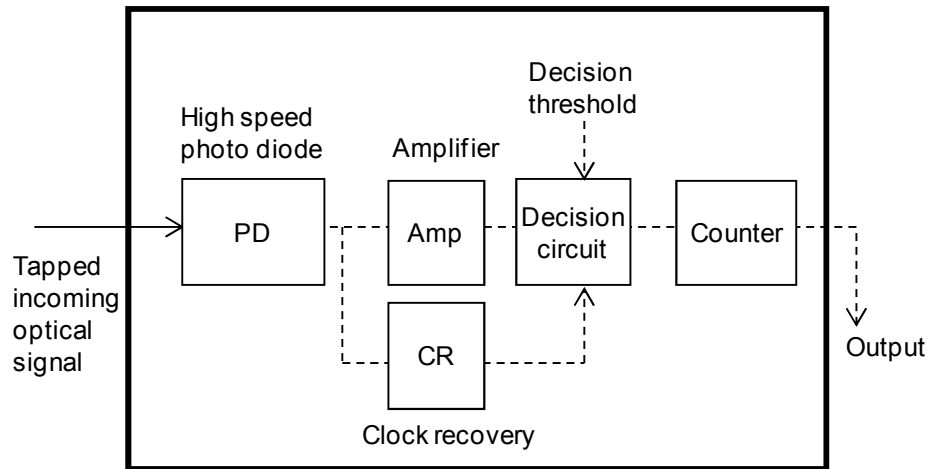 Decision
threshold
High speed
photo diode
Amplifier
PD
Amp
Decision
circuit
Counter
Tapped
incoming
optical
signal
CR
Output
Clock recovery